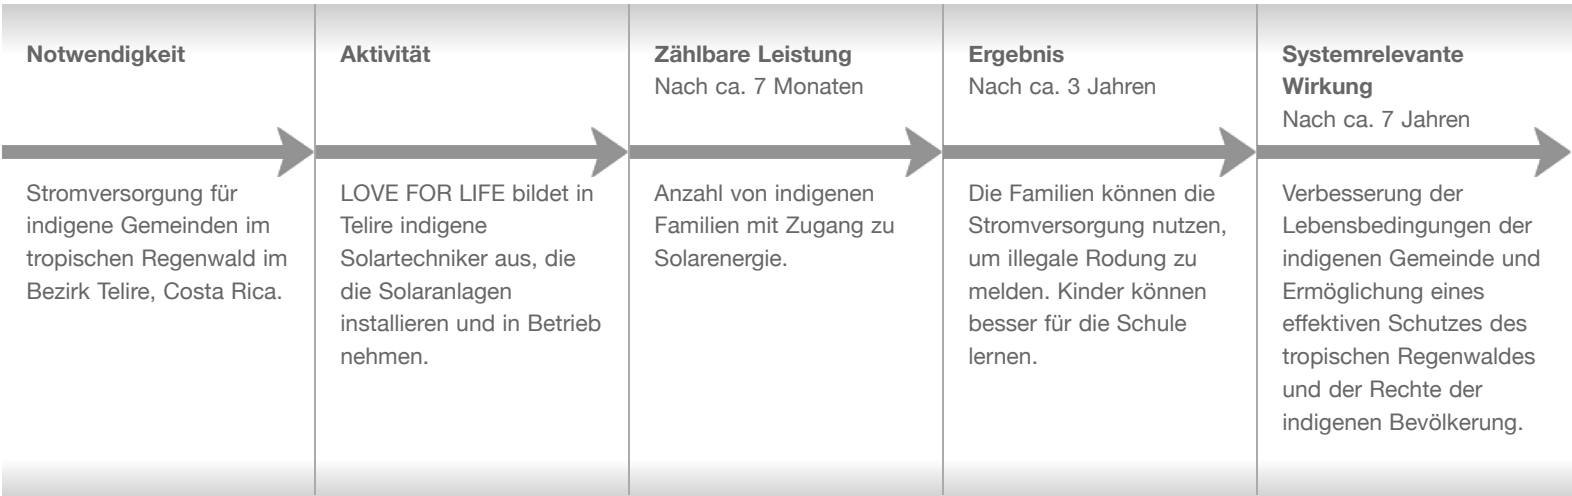 Notwendigkeit
Stromversorgung für
indigene Gemeinden im
tropischen Regenwald im
Bezirk Telire, Costa Rica.
Aktivität
LOVE FOR LIFE bildet in
Telire indigene
Solartechniker aus, die
die Solaranlagen
installieren und in Betrieb
nehmen.
Zählbare Leistung
Nach ca. 7 Monaten
Anzahl von indigenen
Familien mit Zugang zu
Solarenergie.
Ergebnis
Nach ca. 3 Jahren
Die Familien können die
Stromversorgung nutzen,
um illegale Rodung zu
melden. Kinder können
besser für die Schule
lernen.
Systemrelevante
Wirkung
Nach ca. 7 Jahren
Verbesserung der
Lebensbedingungen der
indigenen Gemeinde und
Ermöglichung eines
effektiven Schutzes des
tropischen Regenwaldes
und der Rechte der
indigenen Bevölkerung.